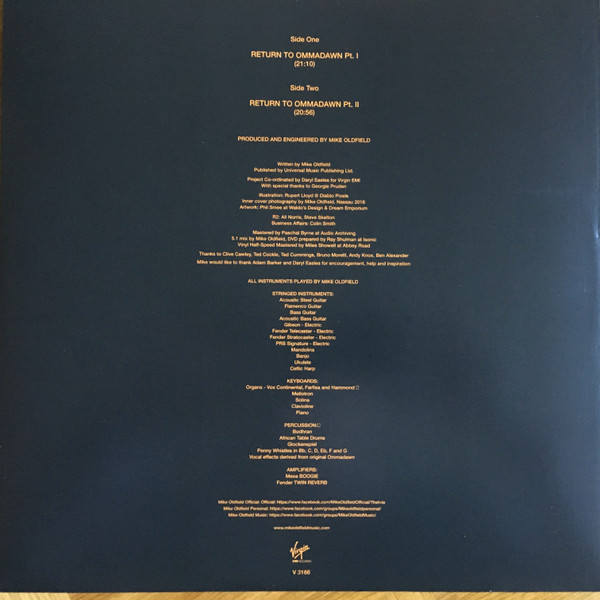 Side One
RETURN TO OMMADAWN Pt. I
(21:10)
Side Two
RETURN TO OMMADAWN Pt. II
(20:56)
PRODUCED AND ENGINEERED BY MIKE OLDFIELD
Written by Mike Oldfield
Published by Universal Music Publishing Ltd.
Project Co-ordinated by Daryl Easlea for Virgin EMI
With special thanks to Georgie Pruden
Illustration: Rupert Lloyd @ Diablo Pixels
Inner cover photography by Mike Oldfield, Nassau 2016
Artwork: Phil Smee at Waldo's Design & Dream Emporium
R2: Ali Norris, Steve Skelton
Business Affairs: Colin Smith
Mastered by Paschal Byrne at Audio Archiving
5.1 mix by Mike Oldfield, DVD prepared by Ray Shulman at Isonic
Vinyl Half-Speed Mastered by Miles Showell at Abbey Road
Thanks to Clive Cawley, Ted Cockle, Ted Cummings, Bruno Morelli, Andy Knox, Ben Alexander
Mike would like to thank Adam Barker and Daryl Easlea for encouragement, help and inspiration
ALL INSTRUMENTS PLAYED BY MIKE OLDFIELD
STRINGED INSTRUMENTS:
Acoustic Steel Guitar
Flamenco Guitar
Bass Guitar
Acoustic Bass Guitar
Gibson - Electric
Fender Telecaster - Electric
Fender Stratocaster - Electric
PRS Signature - Electric
Mandolins
Banjo
Ukulele
Celtic Harp
KEYBOARDS:
Organs - Vox Continental, Farfisa and Hammond
Mellotron
Solina
Clavioline
Piano
PERCUSSION:
Bodhran
African Table Drums
Glockenspiel
Penny Whistles in Bb, C, D, Eb, F and G
Vocal effects derived from original Ommadawn
AMPLIFIERS:
Mesa BOOGIE
Fender TWIN REVERB
Mike Oldfield Official: Official: https://www.facebook.com/MikeOldfieldOfficial/?fref=ts
Mike Oldfield Personal: https://www.facebook.com/groups/mikeoldfieldpersonal/
Mike Oldfield Music: https://www.facebook.com/groups/MikeOldfieldMusic/
www.mikeoldfieldmusic.com
Virgin
EMI RECORDS
V 3166